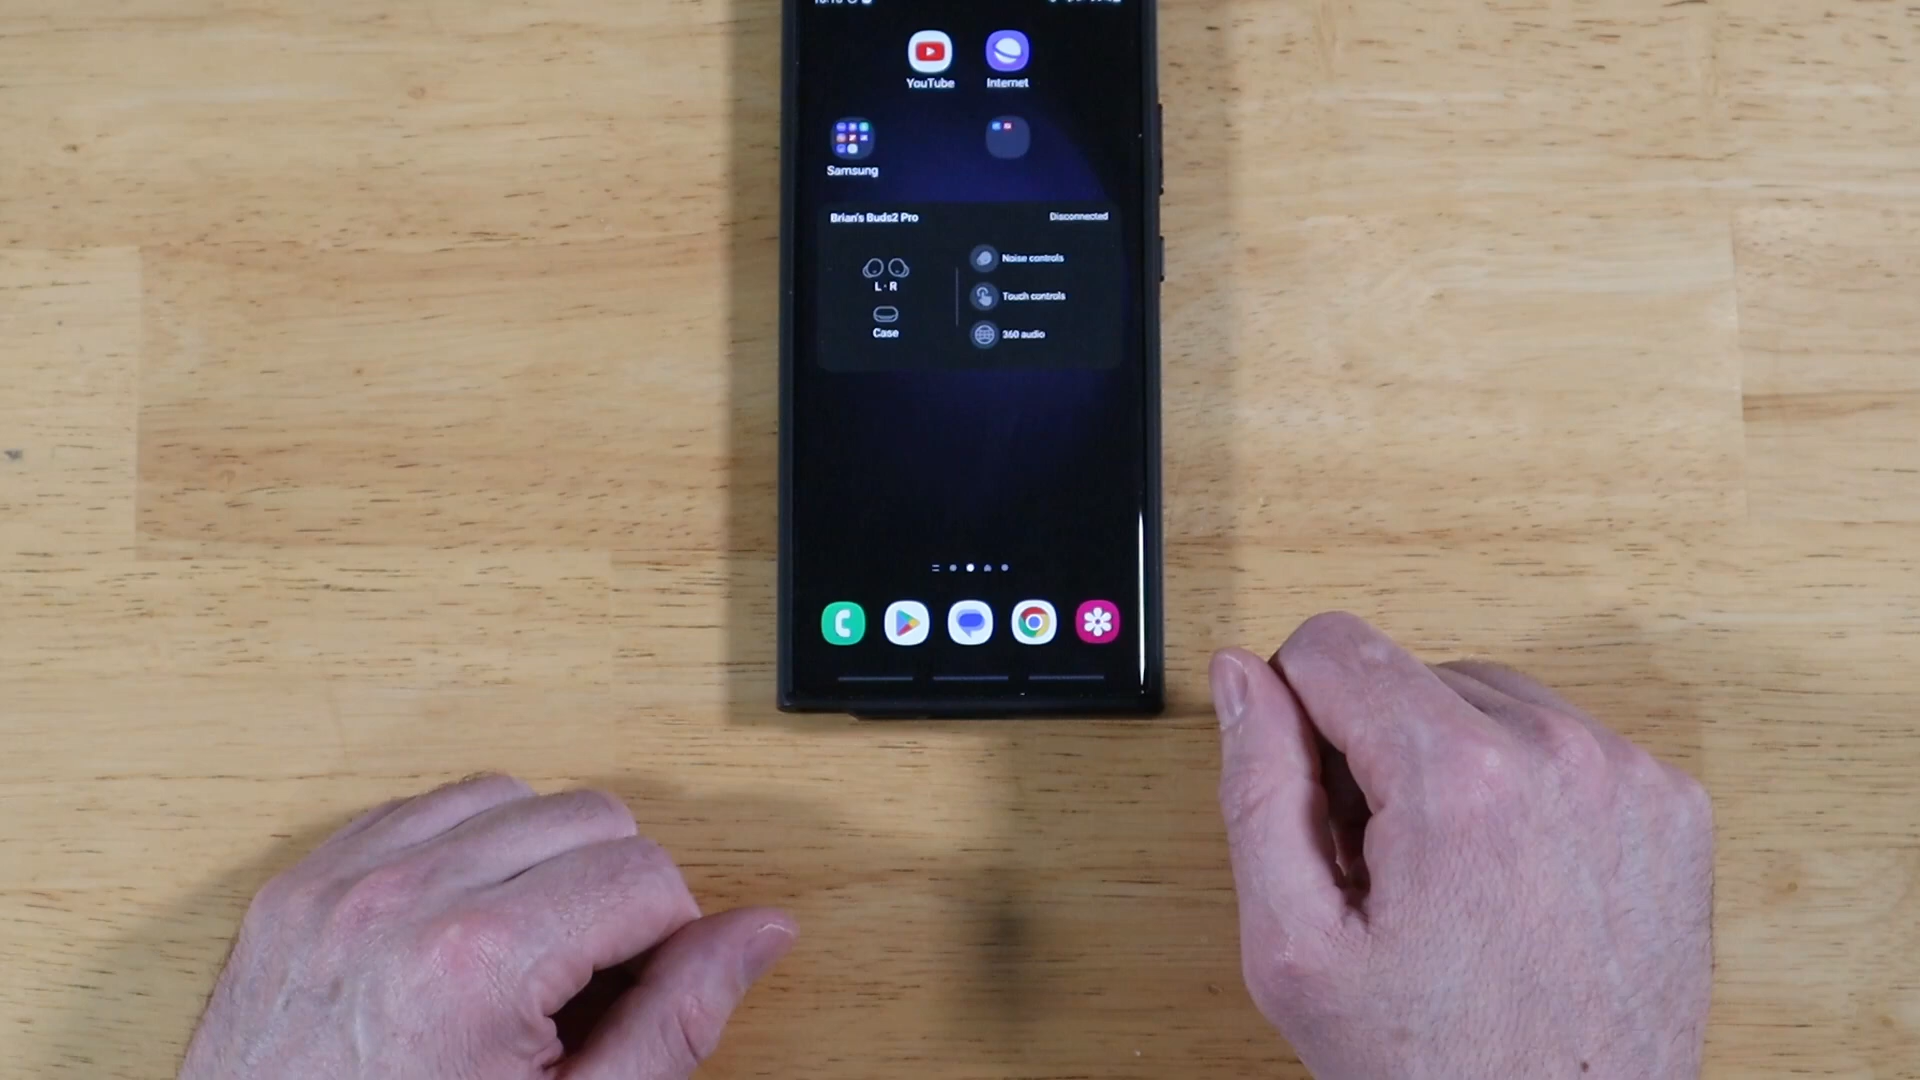 YouTube Internet
Samsung
Brian's Buds2 Pro Disconnected
Noise controls
L · R
Touch controls
Case
360 audio